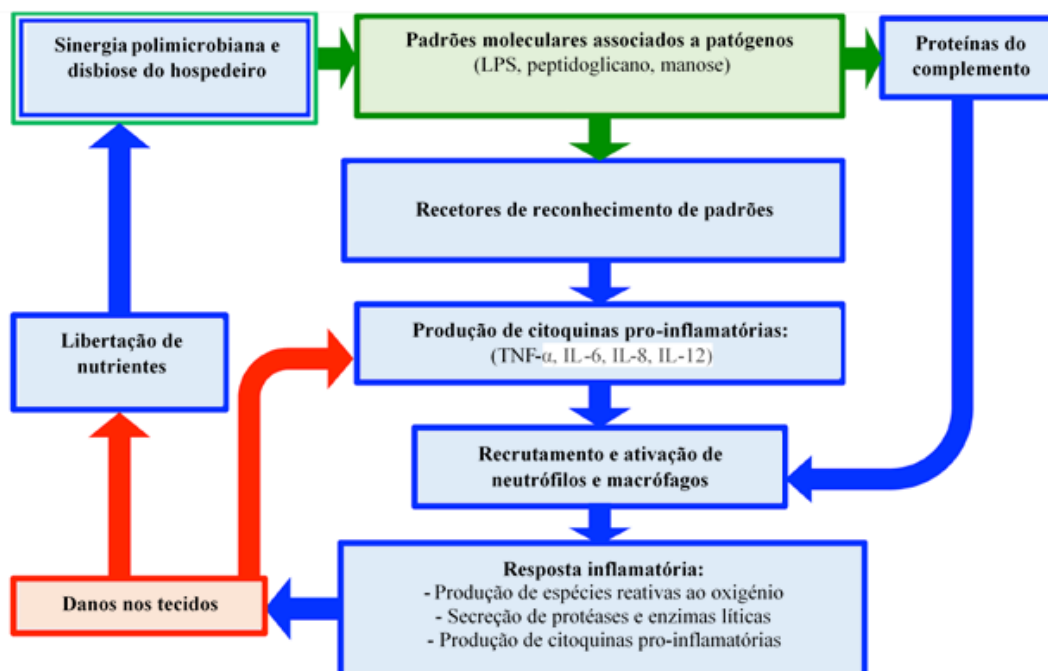 Sinergia polimicrobiana e
disbiose do hospedeiro
Padrões moleculares associados a patógenos
(LPS, peptidoglicano, manose)
Proteínas do
complemento
Recetores de reconhecimento de padrões
Libertação de
nutrientes
Produção de citoquinas pro-inflamatórias:
(TNF-α, IL-6, IL-8, IL-12)
Recrutamento e ativação de
neutrófilos e macrófagos
Danos nos tecidos
Resposta inflamatória:
- Produção de espécies reativas ao oxigénio
- Secreção de protéases e enzimas líticas
- Produção de citoquinas pro-inflamatórias